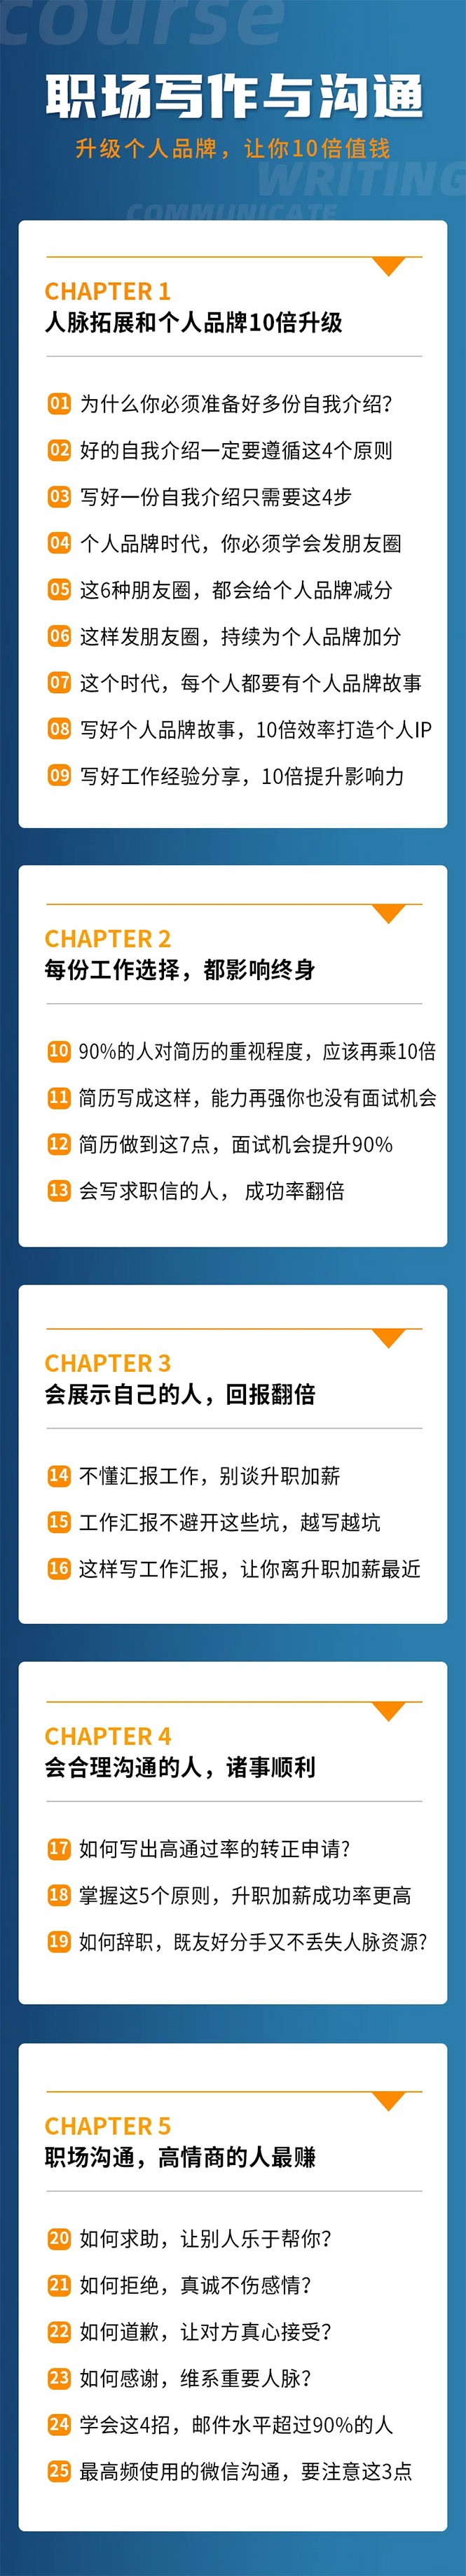 course
职场写作与沟通
升级个人品牌，让你10倍值钱
WRITING
COMMUNICATE
CHAPTER 1
人脉拓展和个人品牌10倍升级
01 为什么你必须准备好多份自我介绍？
02 好的自我介绍一定要遵循这4个原则
03 写好一份自我介绍只需要这4步
04 个人品牌时代，你必须学会发朋友圈
05 这6种朋友圈，都会给个人品牌减分
06 这样发朋友圈，持续为个人品牌加分
07 这个时代，每个人都要有个人品牌故事
08 写好个人品牌故事，10倍效率打造个人IP
09 写好工作经验分享，10倍提升影响力
CHAPTER 2
每份工作选择，都影响终身
10 90%的人对简历的重视程度，应该再乘10倍
11 简历写成这样，能力再强你也没有面试机会
12 简历做到这7点，面试机会提升90%
13 会写求职信的人， 成功率翻倍
CHAPTER 3
会展示自己的人，回报翻倍
14 不懂汇报工作，别谈升职加薪
15 工作汇报不避开这些坑，越写越坑
16 这样写工作汇报，让你离升职加薪最近
CHAPTER 4
会合理沟通的人，诸事顺利
17 如何写出高通过率的转正申请?
18 掌握这5个原则，升职加薪成功率更高
19 如何辞职，既友好分手又不丢失人脉资源?
CHAPTER 5
职场沟通，高情商的人最赚
20 如何求助，让别人乐于帮你？
21 如何拒绝，真诚不伤感情？
22 如何道歉，让对方真心接受？
23 如何感谢，维系重要人脉？
24 学会这4招，邮件水平超过90%的人
25 最高频使用的微信沟通，要注意这3点